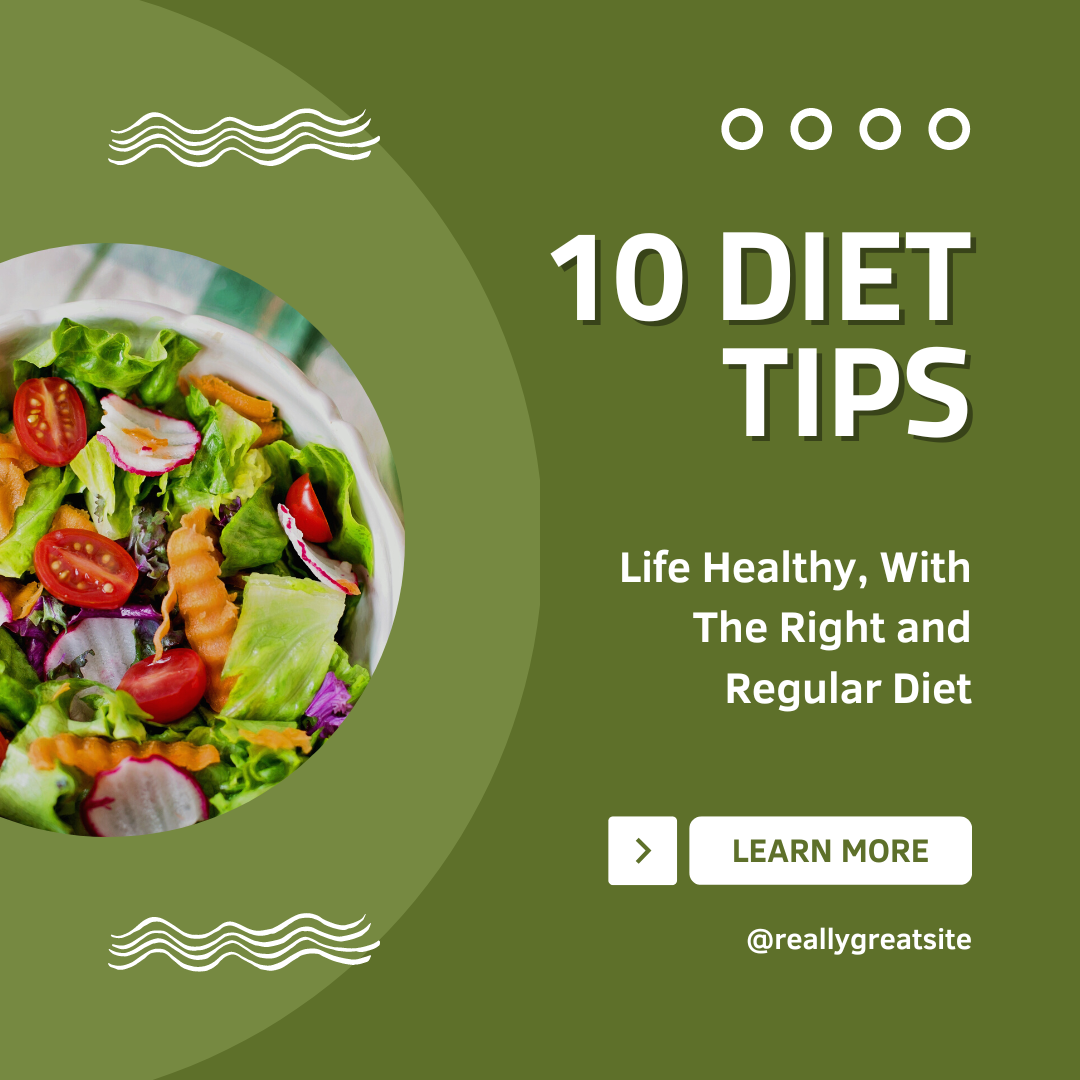 10 DIET
TIPS
Life Healthy, With
The Right and
Regular Diet
LEARN MORE
@reallygreatsite